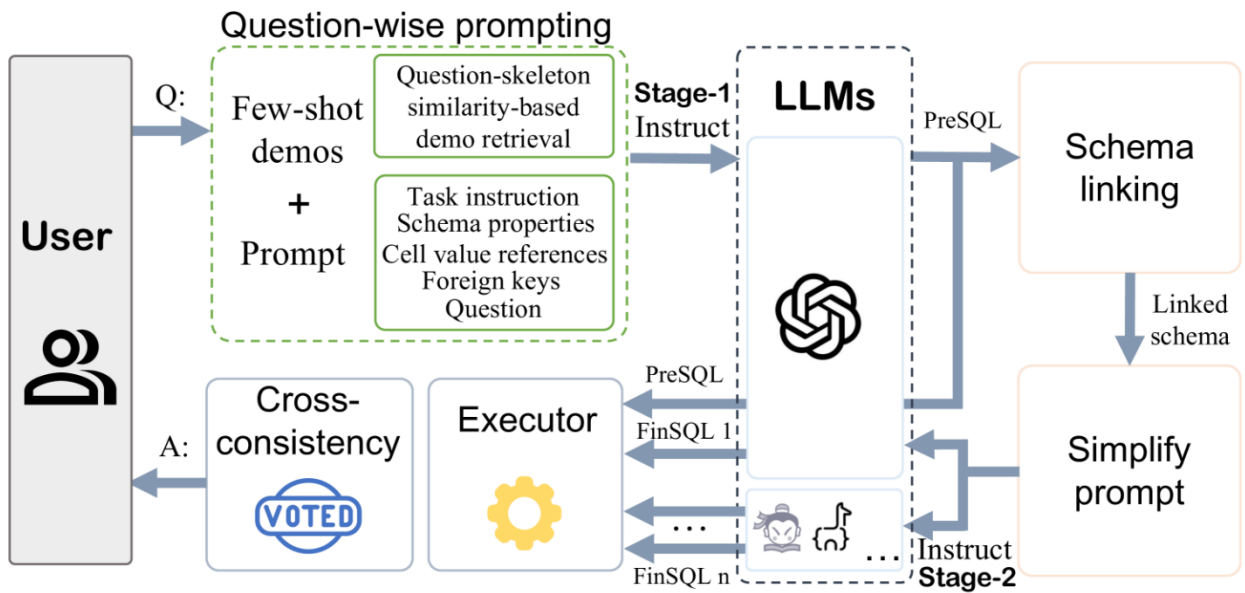 Question-wise prompting
User
Q:
Few-shot
demos
+
Prompt
Question-skeleton
similarity-based
demo retrieval
Task instruction
Schema properties
Cell value references
Foreign keys
Question
Stage-1
Instruct
LLMs
PreSQL
Schema
linking
Linked
schema
Simplify
prompt
Instruct
Stage-2
...
PreSQL
FinSQL 1
...
FinSQL n
Executor
Cross-
consistency
VOTED
A: